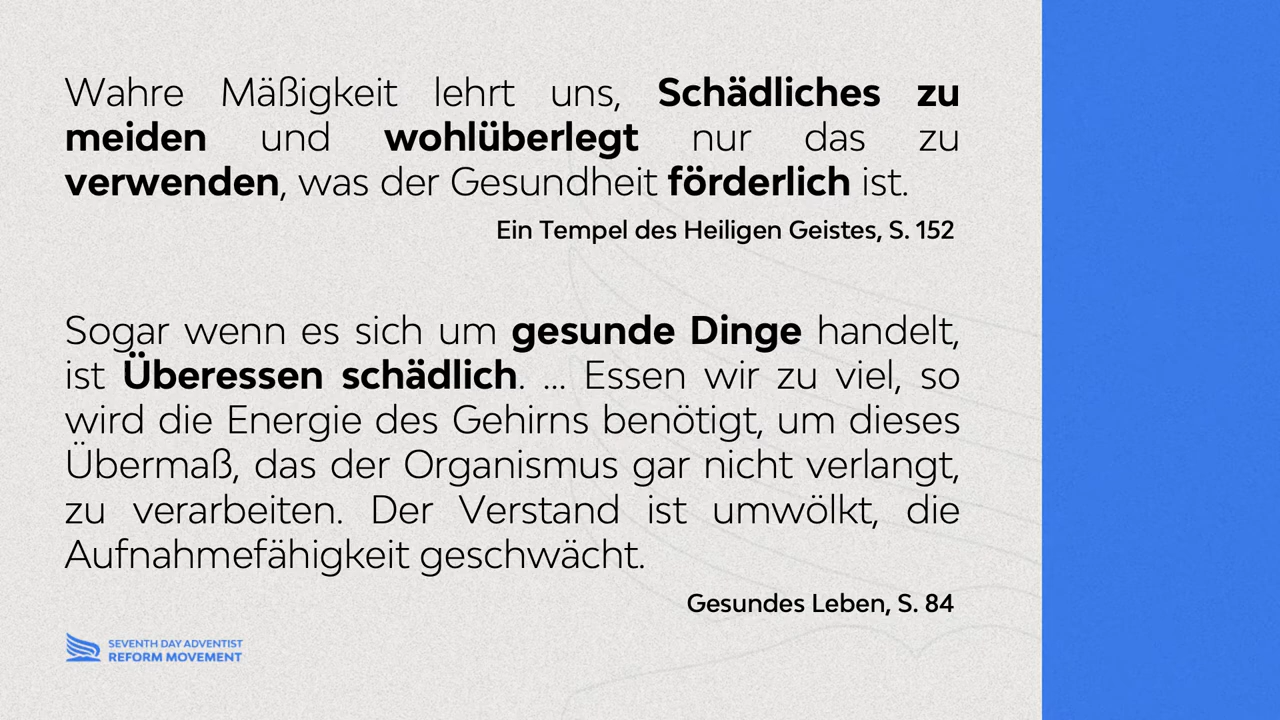 Wahre Mäßigkeit lehrt uns, Schädliches zu
meiden und wohlüberlegt nur das zu
verwenden, was der Gesundheit förderlich ist.
Ein Tempel des Heiligen Geistes, S. 152
Sogar wenn es sich um gesunde Dinge handelt,
ist Überessen schädlich. ... Essen wir zu viel, so
wird die Energie des Gehirns benötigt, um dieses
Übermaß, das der Organismus gar nicht verlangt,
zu verarbeiten. Der Verstand ist umwölkt, die
Aufnahmefähigkeit geschwächt.
Gesundes Leben, S. 84
SEVENTH DAY ADVENTIST
REFORM MOVEMENT